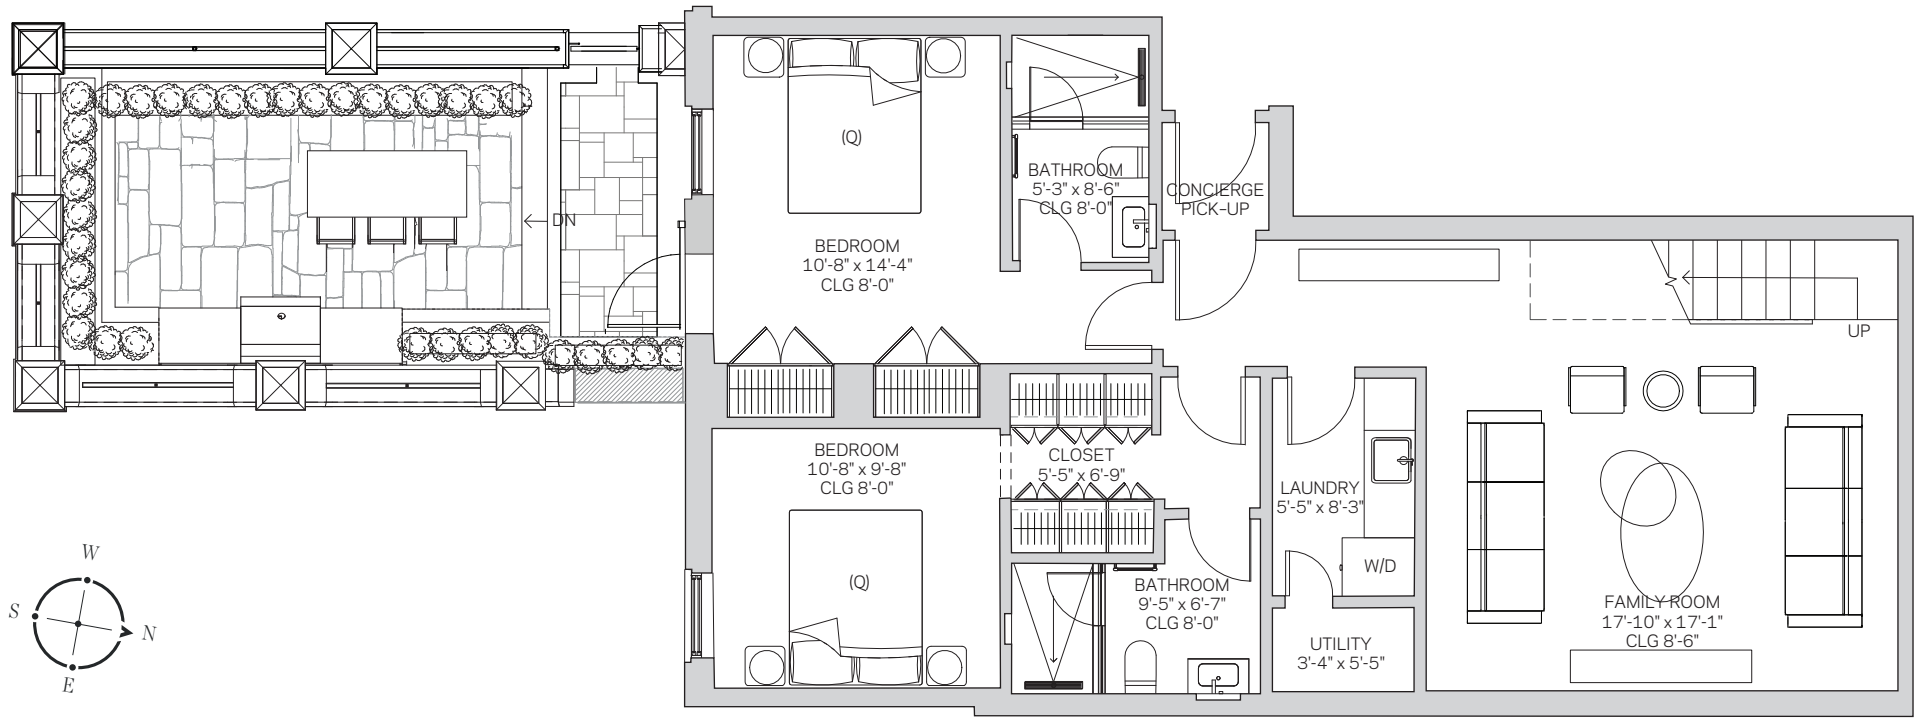 (Q)
BATHROOM
5'-3" x 8'-6"
CLG 8'-0"
CONCIERGE
PICK-UP
DN
BEDROOM
10'-8" x 14'-4"
CLG 8'-0"
UP
BEDROOM
10'-8" x 9'-8"
CLG 8'-0"
CLOSET
5'-5" x 6'-9"
LAUNDRY
5'-5" x 8'-3"
W/D
(Q)
BATHROOM
9'-5" x 6'-7"
CLG 8'-0"
FAMILY ROOM
17'-10" x 17'-1"
CLG 8'-6"
UTILITY
3'-4" x 5'-5"
W
S
N
E